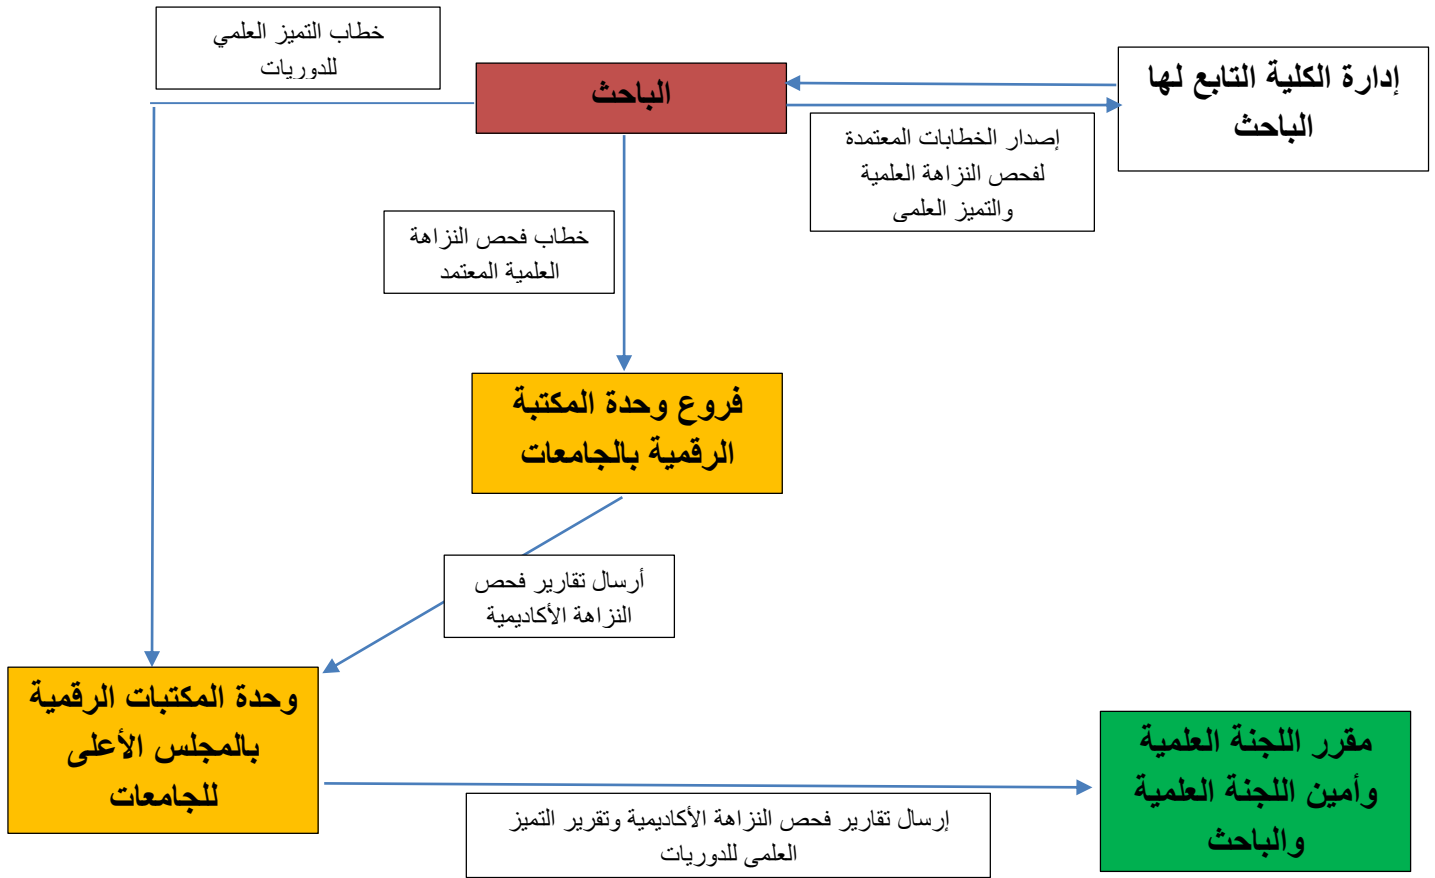 خطاب التميز العلمي
للدوريات
الباحث
إدارة الكلية التابع لها
الباحث
إصدار الخطابات المعتمدة
لفحص النزاهة العلمية
والتميز العلمى
خطاب فحص النزاهة
العلمية المعتمد
فروع وحدة المكتبة
الرقمية بالجامعات
أرسال تقارير فحص
النزاهة الأكاديمية
وحدة المكتبات الرقمية
بالمجلس الأعلى
للجامعات
إرسال تقارير فحص النزاهة الأكاديمية وتقرير التميز
العلمى للدوريات
مقرر اللجنة العلمية
وأمين اللجنة العلمية
والباحث